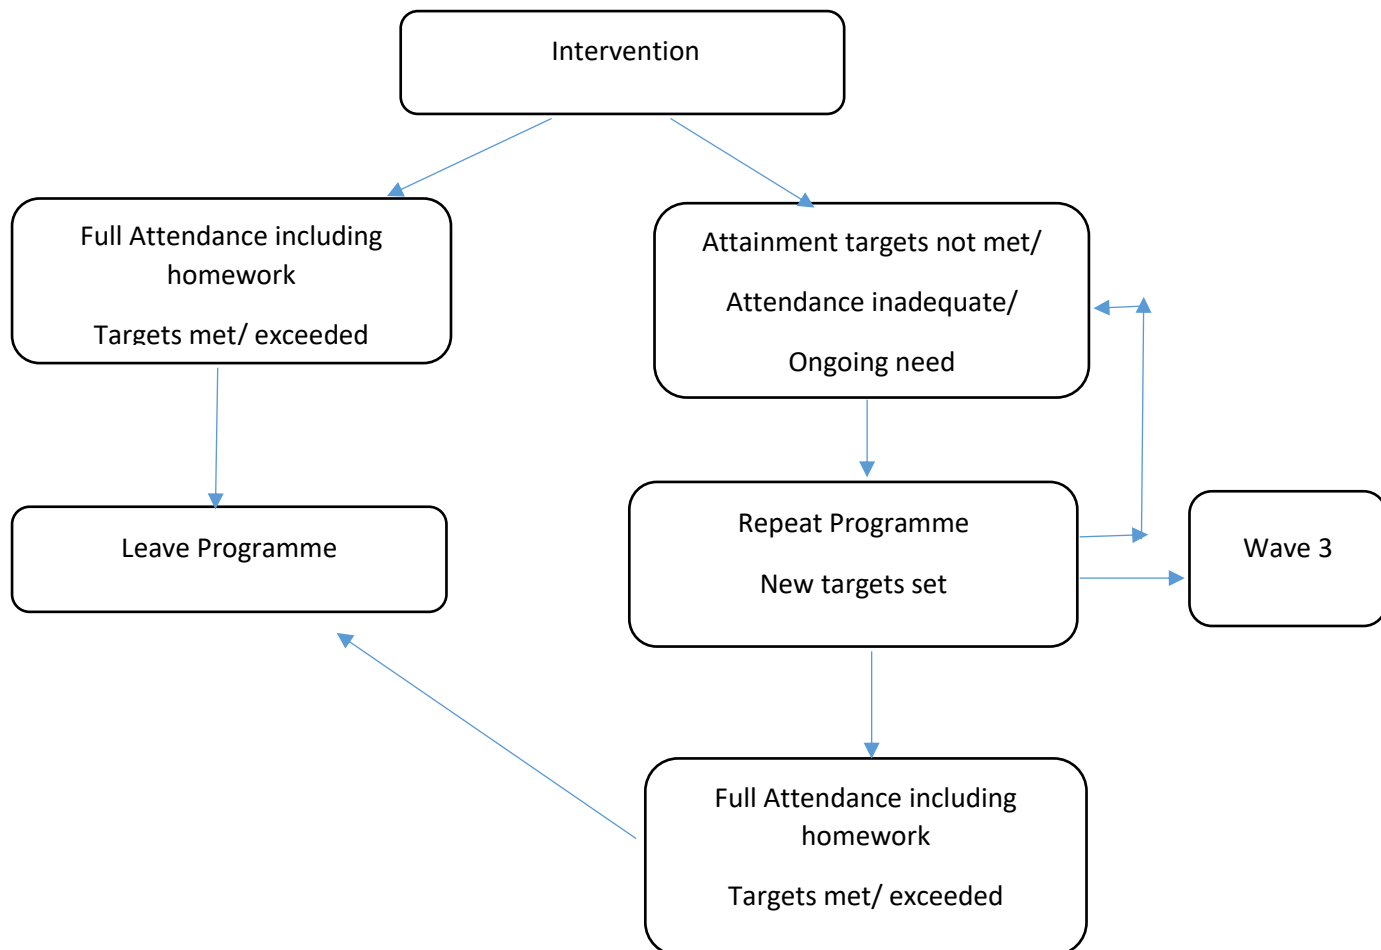 Intervention
Full Attendance including
homework
Targets met/ exceeded
Attainment targets not met/
Attendance inadequate/
Ongoing need
Leave Programme
Repeat Programme
New targets set
Wave 3
Full Attendance including
homework
Targets met/ exceeded